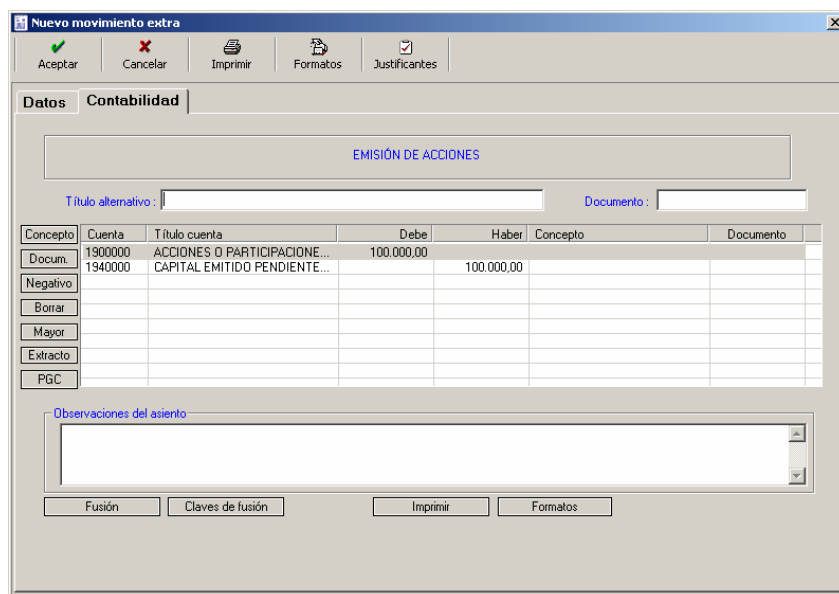 Nuevo movimiento extra
Aceptar Cancelar Imprimir Formatos Justificantes
Datos Contabilidad
EMISIÓN DE ACCIONES
Título alternativo : Documento :
Concepto Cuenta Título cuenta Debe Haber Concepto Documento
Docum. 1900000 ACCIONES O PARTICIPACIONE... 100.000,00
1940000 CAPITAL EMITIDO PENDIENTE... 100.000,00
Negativo
Borrar
Mayor
Extracto
PGC
Observaciones del asiento
Fusión Claves de fusión Imprimir Formatos